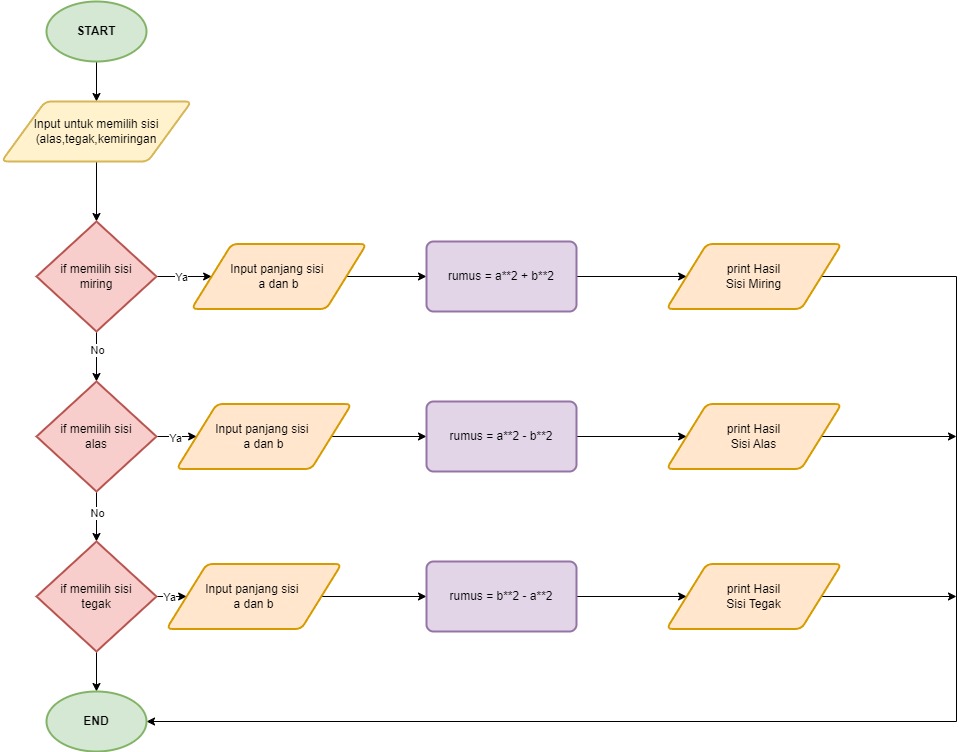 START
Input untuk memilih sisi
(alas,tegak,kemiringan
if memilih sisi
miring
Ya
Input panjang sisi
a dan b
rumus = a**2 + b**2
print Hasil
Sisi Miring
No
if memilih sisi
alas
Ya
Input panjang sisi
a dan b
rumus = a**2 - b**2
print Hasil
Sisi Alas
No
if memilih sisi
tegak
Ya
Input panjang sisi
a dan b
rumus = b**2 - a**2
print Hasil
Sisi Tegak
END